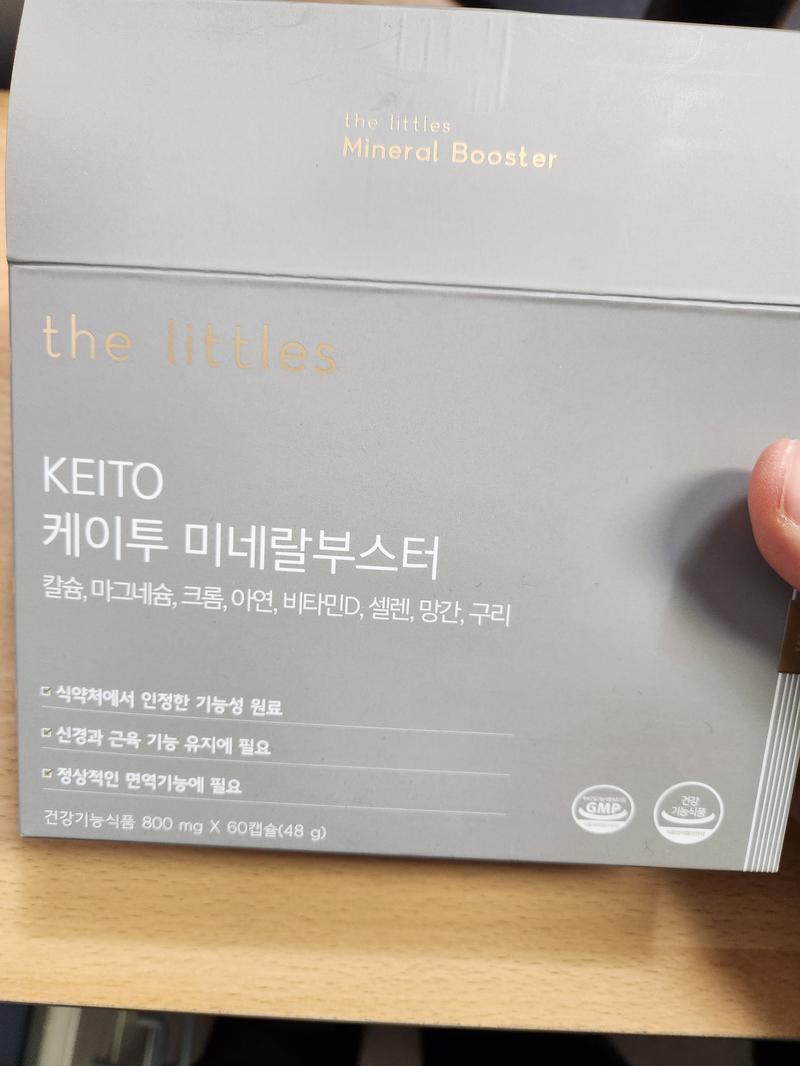 the littles
Mineral Booster
the littles
KEITO
케이투 미네랄부스터
칼슘, 마그네슘, 크롬, 아연, 비타민D, 셀렌, 망간, 구리
식약처에서 인정한 기능성 원료
신경과 근육 기능 유지에 필요
정상적인 면역기능에 필요
건강기능식품 800 mg X 60캡슐(48 g)
GMP
건강
기능식품